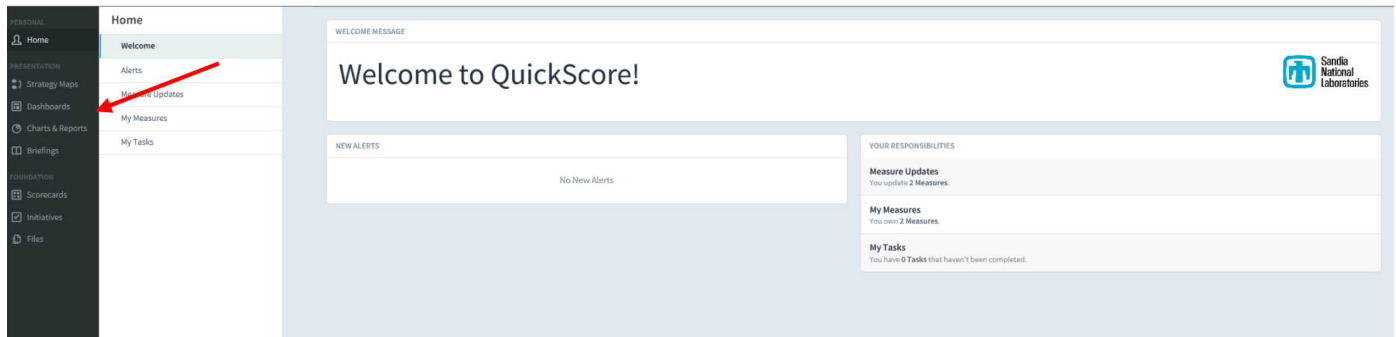 PERSONAL
Home
PRESENTATION
Strategy Maps
Dashboards
Charts & Reports
Briefings
FOUNDATION
Scorecards
Initiatives
Files
Home
Welcome
Alerts
Measure Updates
My Measures
My Tasks
WELCOME MESSAGE
Welcome to QuickScore!
Sandia
National
Laboratories
NEW ALERTS
No New Alerts
YOUR RESPONSIBILITIES
Measure Updates
You update 2 Measures.
My Measures
You own 2 Measures.
My Tasks
You have 0 Tasks that haven't been completed.